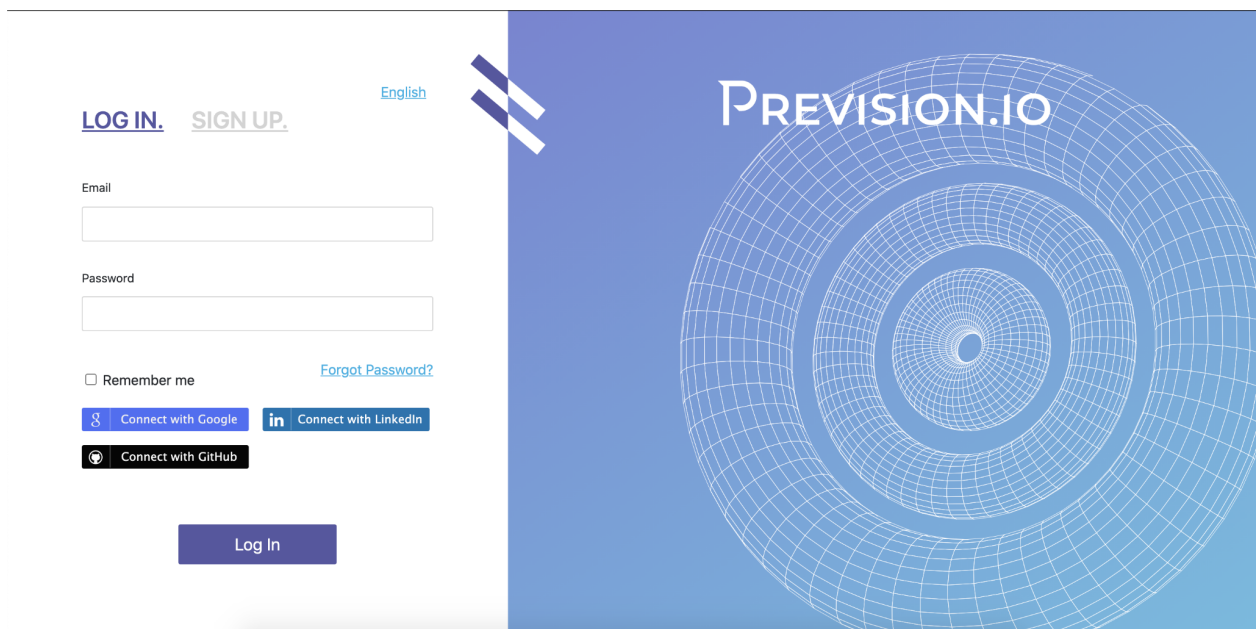 English
LOG IN. SIGN UP.
Email
Password
Remember me
Forgot Password?
Connect with Google
Connect with LinkedIn
Connect with GitHub
Log In
PREVISION.IO